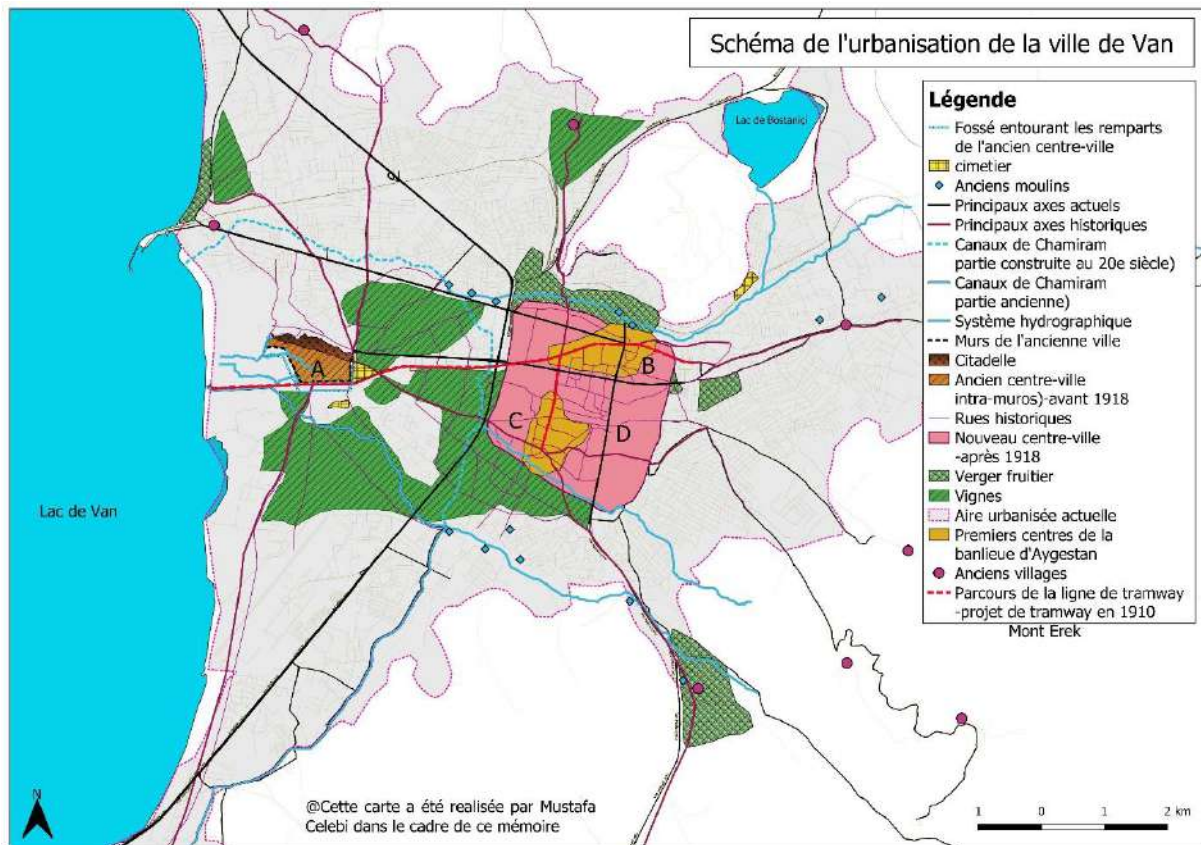 Schéma de l'urbanisation de la ville de Van
Lac de Bostaniçi
Légende
Fossé entourant les remparts
de l'ancien centre-ville
cimetier
Anciens moulins
Principaux axes actuels
Principaux axes historiques
Canaux de Chamiram
partie construite au 20e siècle)
Canaux de Chamiram
partie ancienne)
Système hydrographique
Murs de l'ancienne ville
Citadelle
Ancien centre-ville
intra-muros)-avant 1918
Rues historiques
Nouveau centre-ville
-après 1918
Verger fruitier
Vignes
Aire urbanisée actuelle
Premiers centres de la
banlieue d'Aygestan
Anciens villages
Parcours de la ligne de tramway
-projet de tramway en 1910
Mont Erek
A
B
C
D
Lac de Van
N
@Cette carte a été realisée par Mustafa
Celebi dans le cadre de ce mémoire
1 0 1 2 km